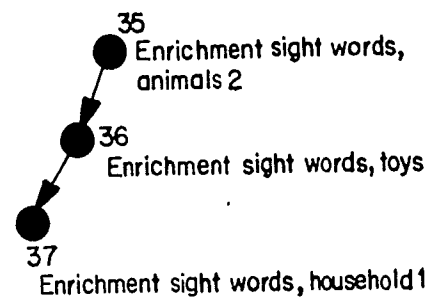 35
Enrichment sight words,
animals 2
36
Enrichment sight words, toys
37
Enrichment sight words, household 1